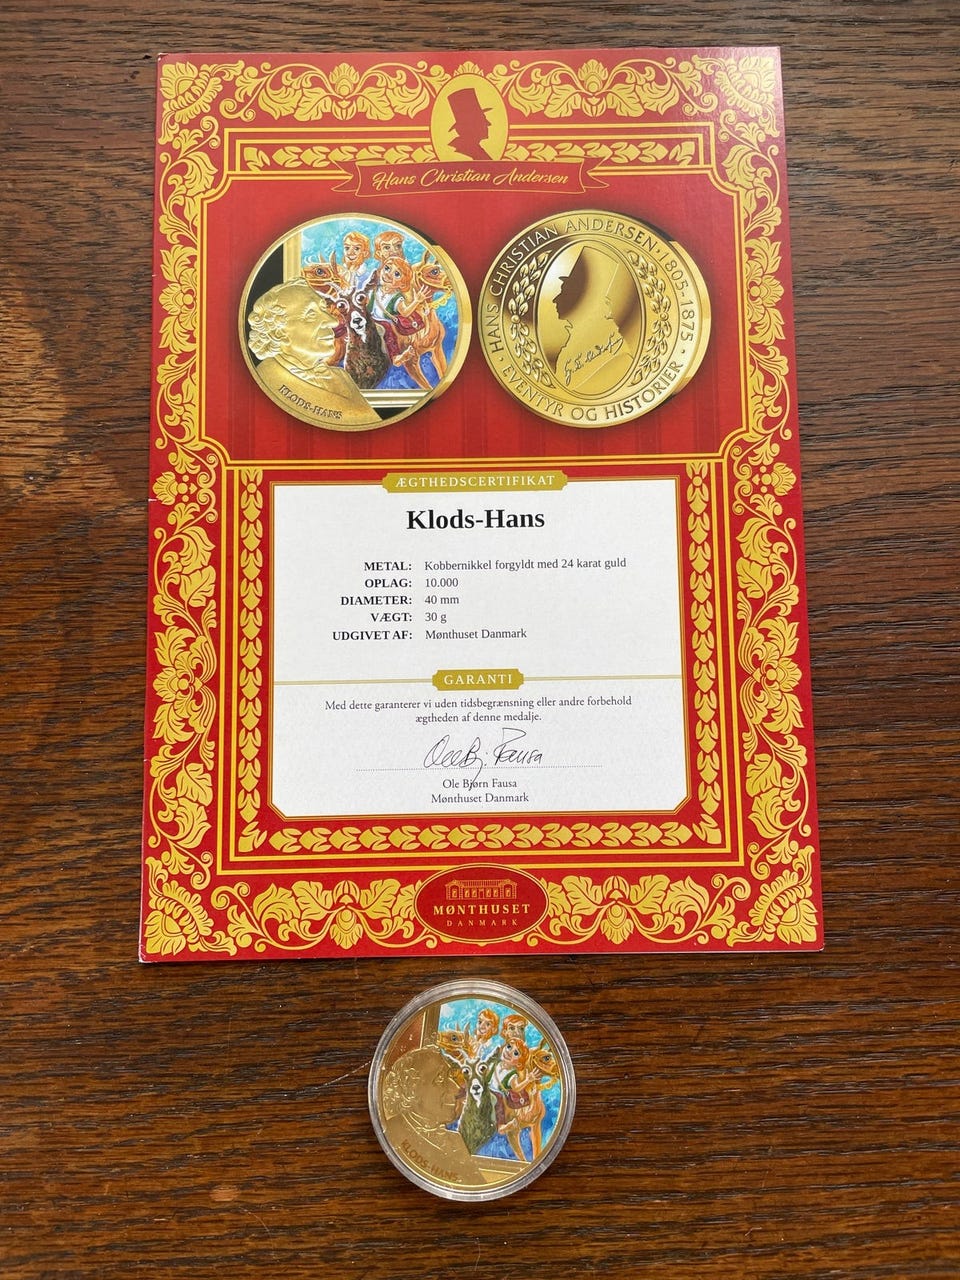 Hans Christian Andersen
KLODS-HANS
HANS CHRISTIAN ANDERSEN · 1805-1875 ·
EVENTYR OG HISTORIER
ÆGTHEDSCERTIFIKAT
Klods-Hans
METAL: Kobbernikkel forgyldt med 24 karat guld
OPLAG: 10.000
DIAMETER: 40 mm
VÆGT: 30 g
UDGIVET AF: Mønthuset Danmark
GARANTI
Med dette garanterer vi uden tidsbegrænsning eller andre forbehold
ægtheden af denne medalje.
Ole Bj. Fausa
Ole Bjørn Fausa
Mønthuset Danmark
MØNTHUSET
DANMARK
KLODS-HANS